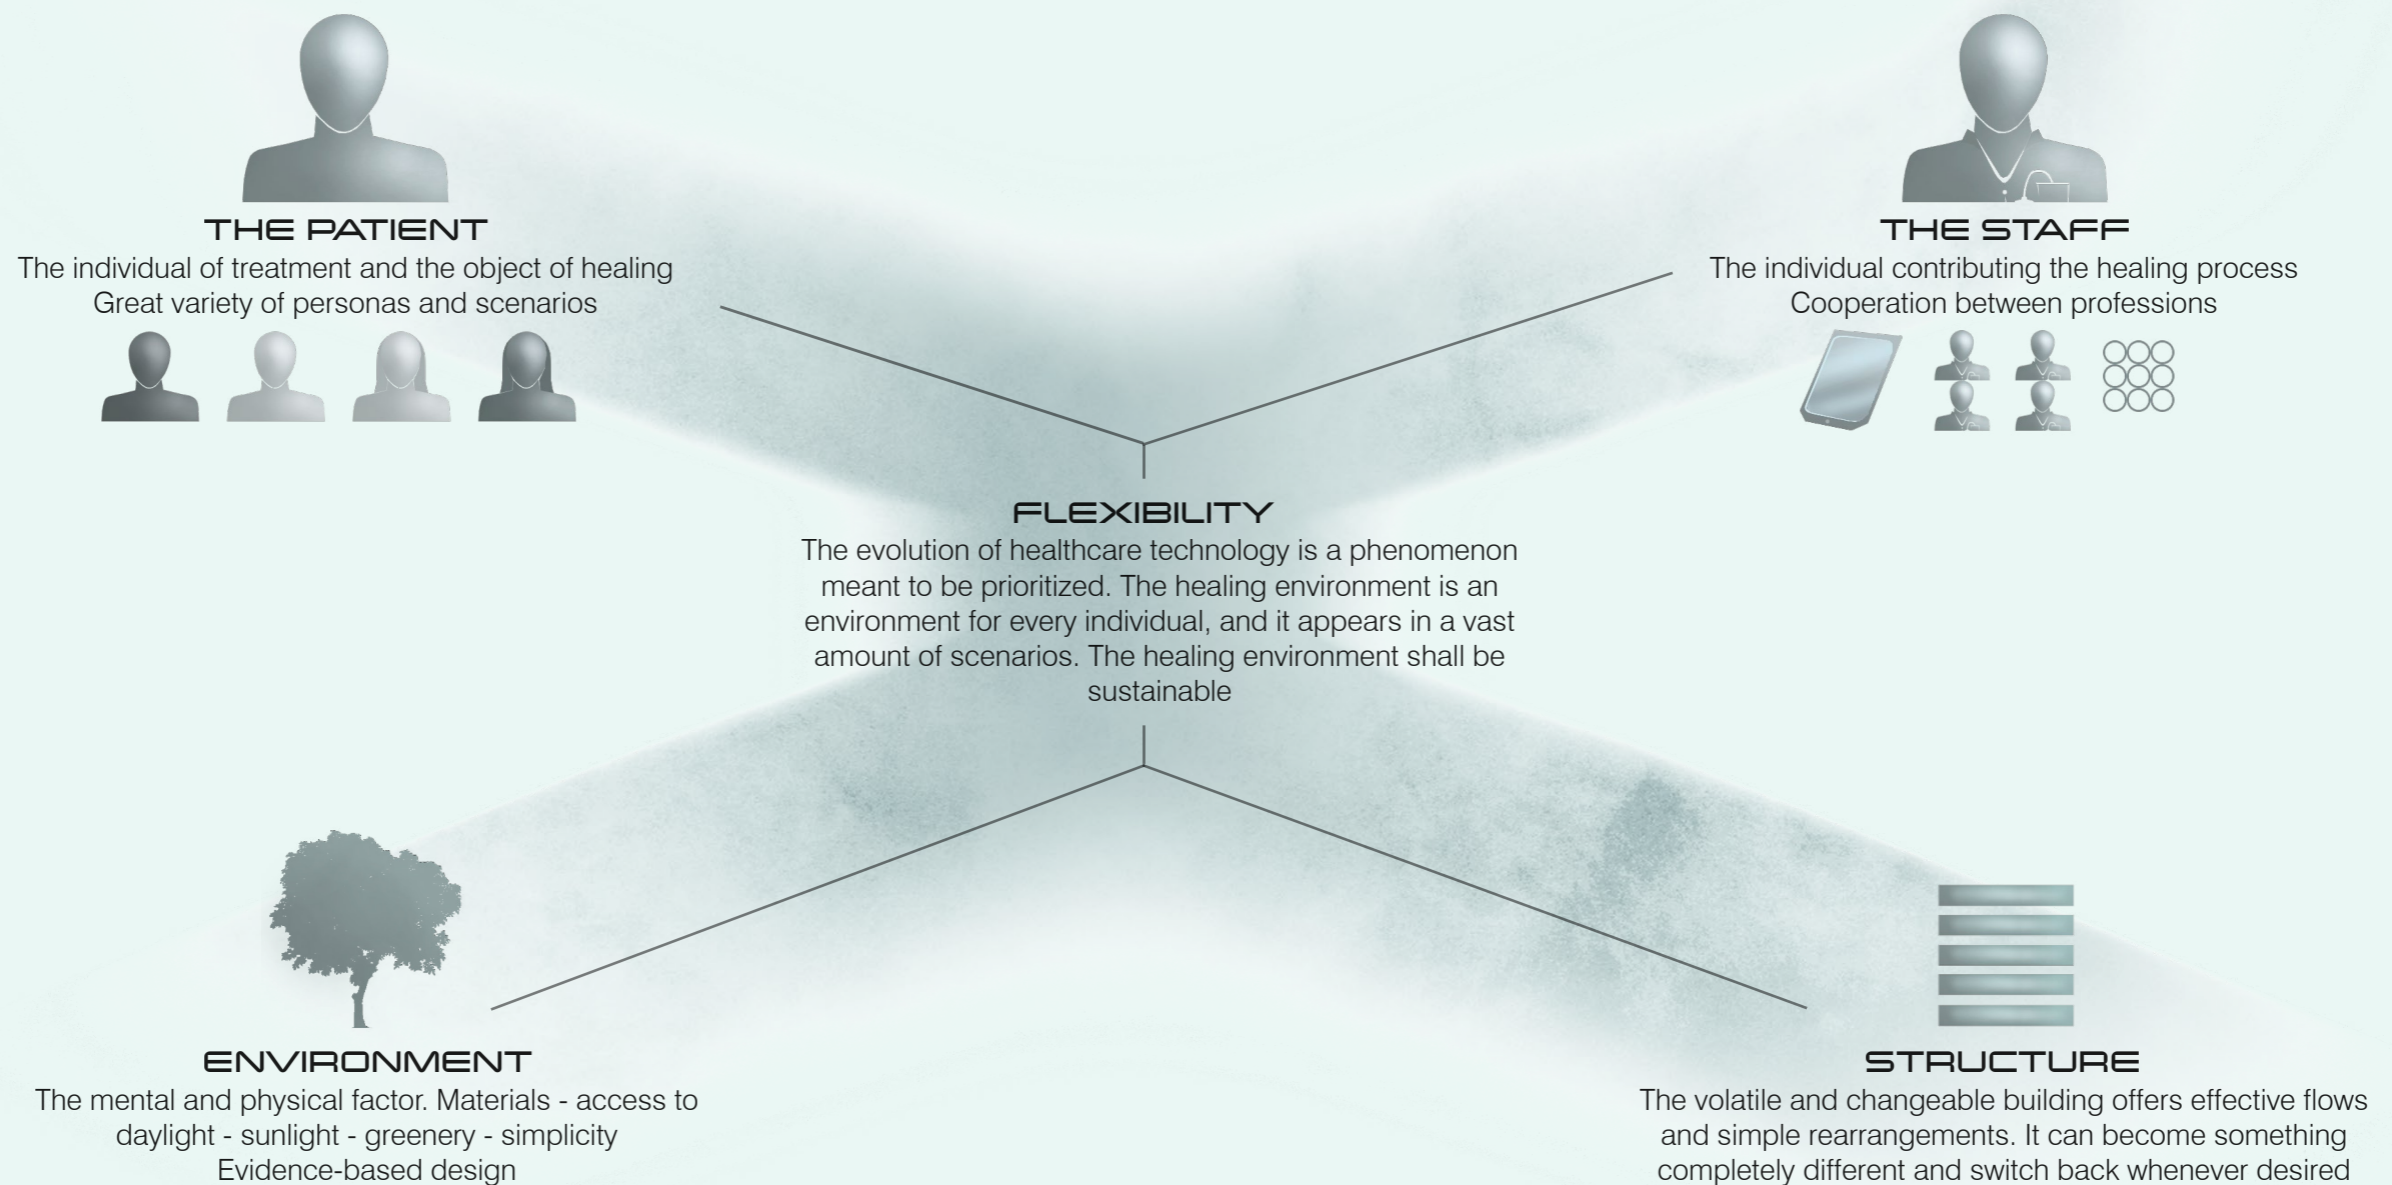 THE PATIENT
The individual of treatment and the object of healing
Great variety of personas and scenarios
THE STAFF
The individual contributing the healing process
Cooperation between professions
FLEXIBILITY
The evolution of healthcare technology is a phenomenon
meant to be prioritized. The healing environment is an
environment for every individual, and it appears in a vast
amount of scenarios. The healing environment shall be
sustainable
ENVIRONMENT
The mental and physical factor. Materials - access to
daylight - sunlight - greenery - simplicity
Evidence-based design
STRUCTURE
The volatile and changeable building offers effective flows
and simple rearrangements. It can become something
completely different and switch back whenever desired